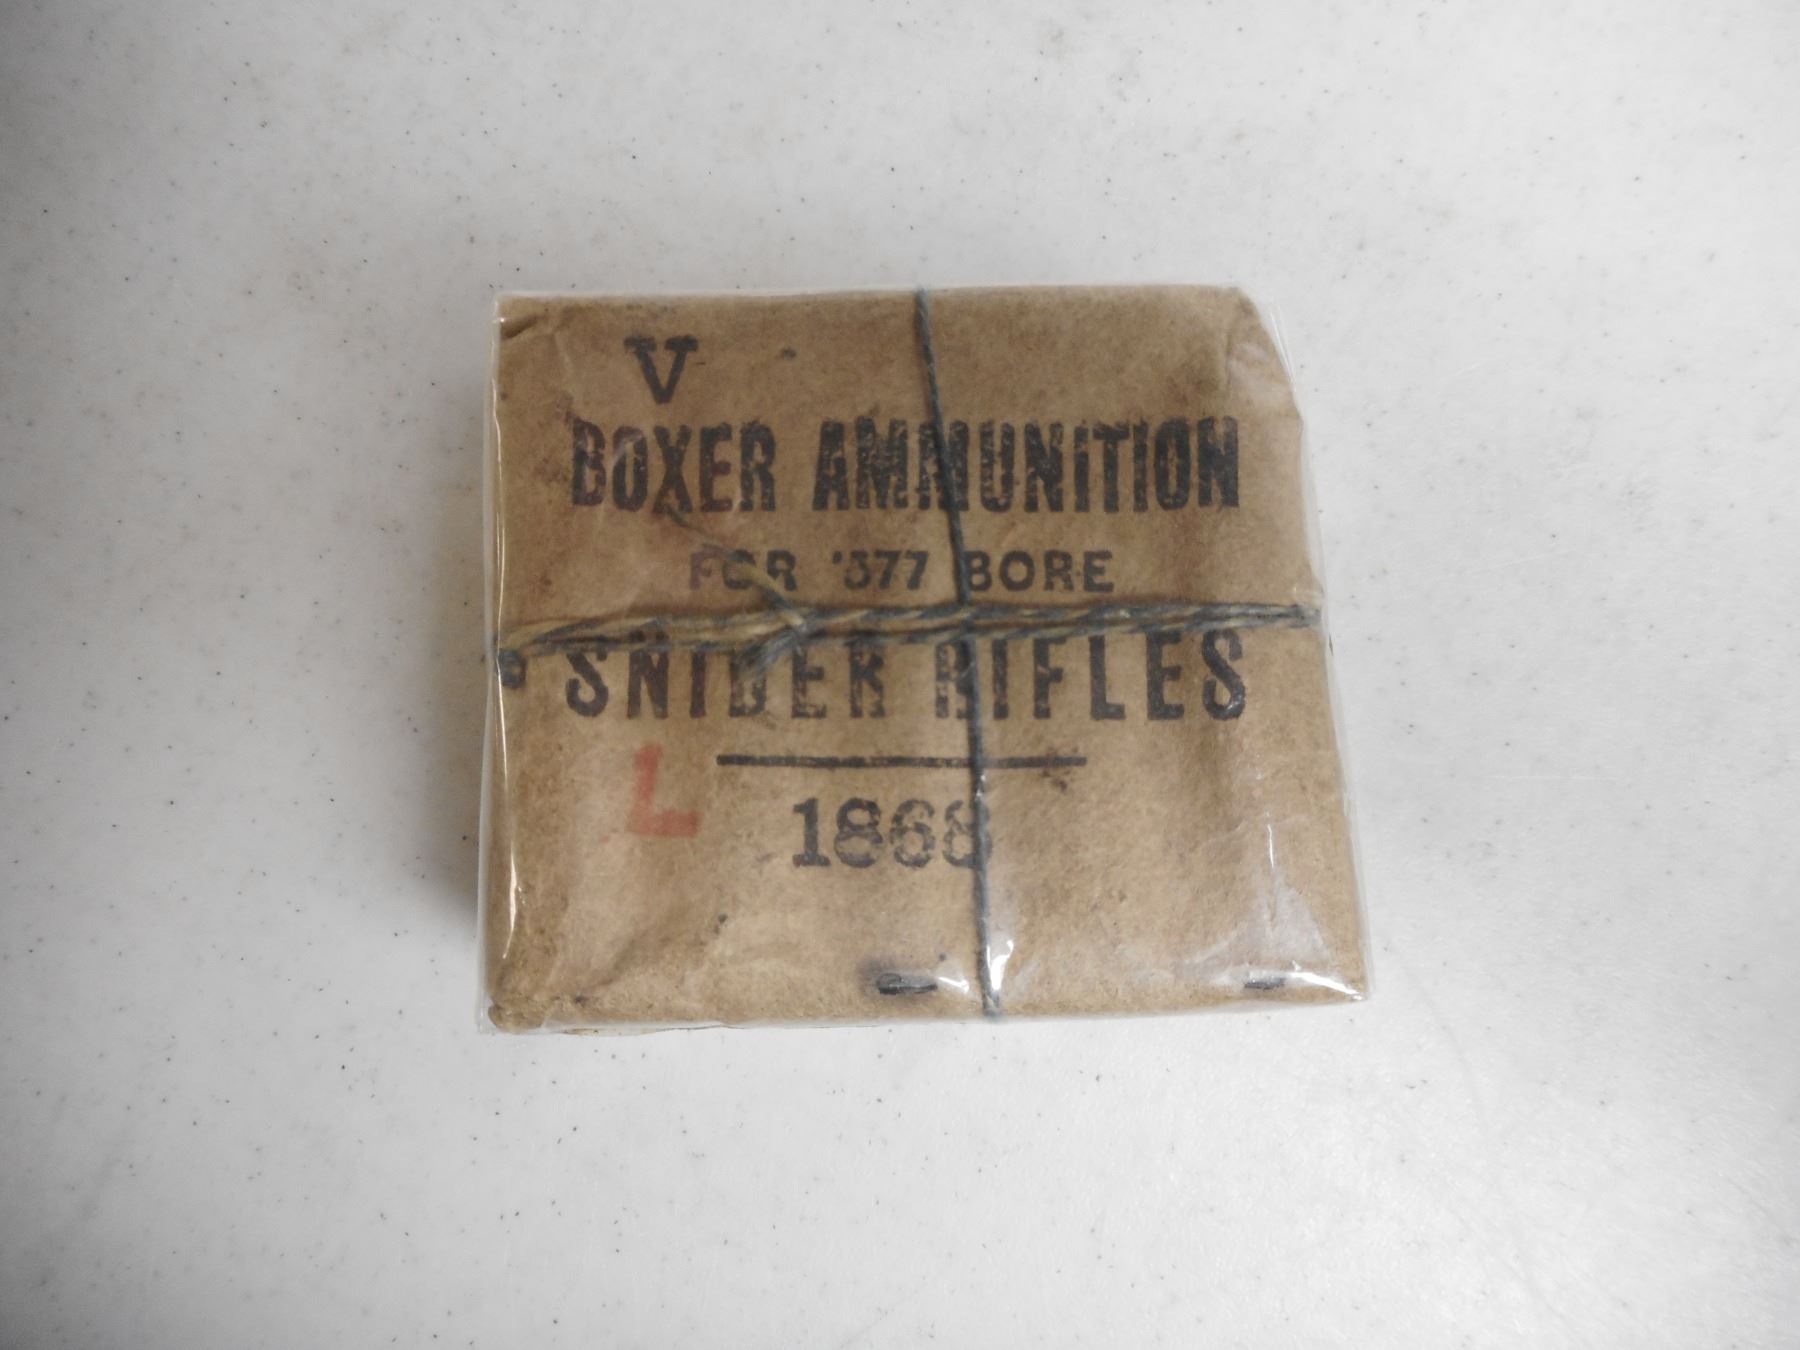 V
BOXER AMMUNITION
FOR '577 BORE
SNIDER RIFLES
L
1868